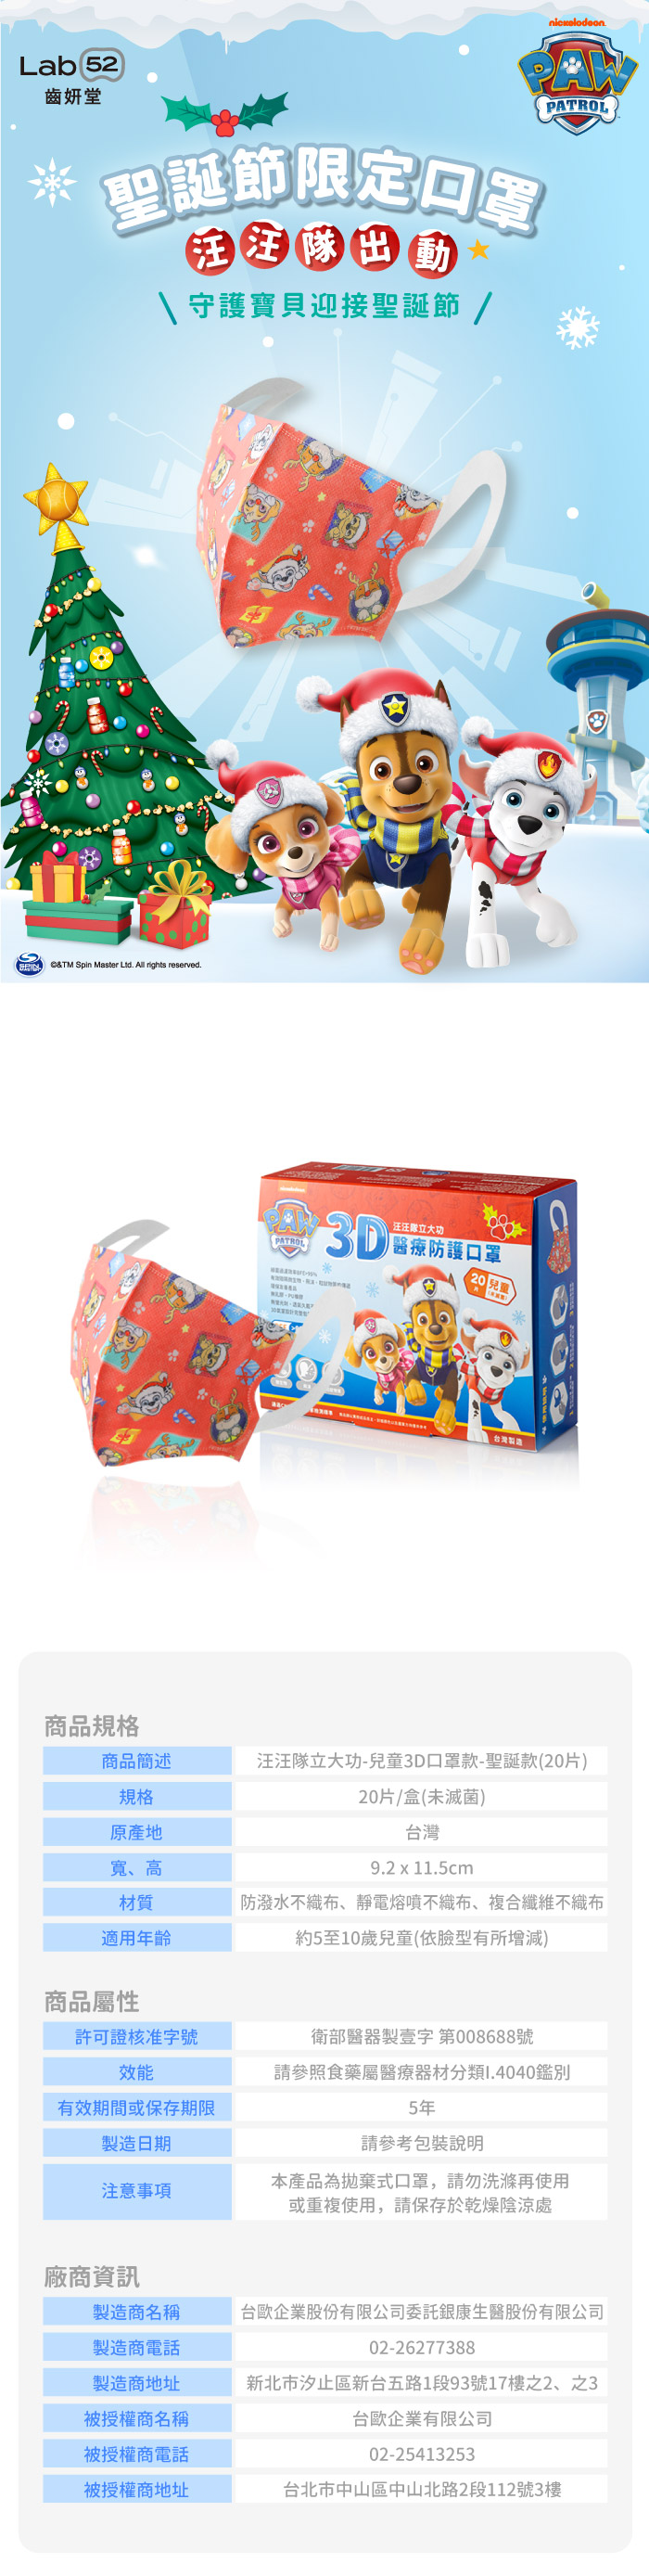 nickelodeon
Lab 52
齒妍堂
PAW
PATROL
聖誕節限定口罩
汪汪隊出動
守護寶貝迎接聖誕節
SPIN MASTER
©&TM Spin Master Ltd. All rights reserved.
PAW
PATROL
汪汪隊立大功
3D醫療防護口罩
20片
兒童
台灣製造
商品規格
商品簡述 汪汪隊立大功-兒童3D口罩款-聖誕款(20片)
規格 20片/盒(未滅菌)
原產地 台灣
寬、高 9.2 x 11.5cm
材質 防潑水不織布、靜電熔噴不織布、複合纖維不織布
適用年齡 約5至10歲兒童(依臉型有所增減)
商品屬性
許可證核准字號 衛部醫器製壹字 第008688號
效能 請參照食藥屬醫療器材分類I.4040鑑別
有效期間或保存期限 5年
製造日期 請參考包裝說明
注意事項 本產品為拋棄式口罩，請勿洗滌再使用
或重複使用，請保存於乾燥陰涼處
廠商資訊
製造商名稱 台歐企業股份有限公司委託銀康生醫股份有限公司
製造商電話 02-26277388
製造商地址 新北市汐止區新台五路1段93號17樓之2、之3
被授權商名稱 台歐企業有限公司
被授權商電話 02-25413253
被授權商地址 台北市中山區中山北路2段112號3樓